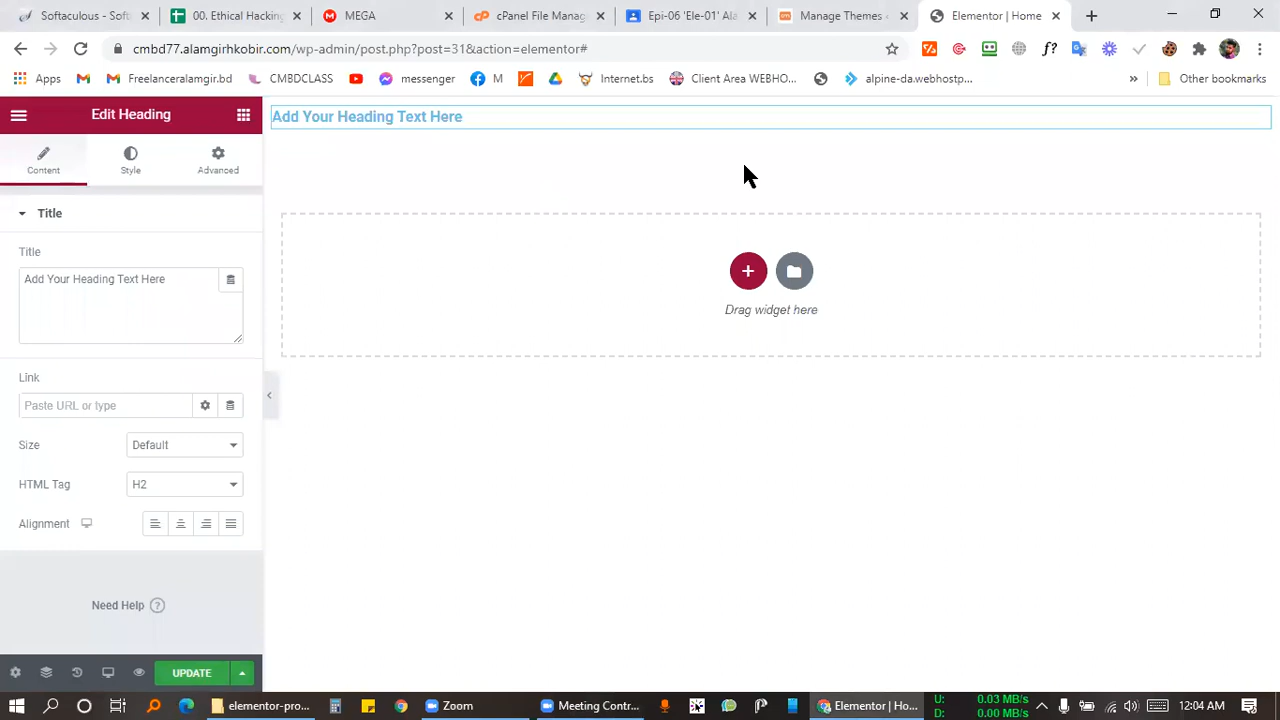 Softaculous - Soft
00. Ethical Hacking
MEGA
cPanel File Manag
Epi-06 'Ele-01' Ala
Manage Themes
Elementor | Home
cmbd77.alamgirhkobir.com/wp-admin/post.php?post=31&action=elementor#
Apps
Freelanceralamgir.bd
CMBDCLASS
messenger
M
Internet.bs
Client Area WEBHO...
alpine-da.webhostp...
»
Other bookmarks
Edit Heading
Add Your Heading Text Here
Content
Style
Advanced
Title
Title
Add Your Heading Text Here
Drag widget here
Link
Paste URL or type
Size
Default
HTML Tag
H2
Alignment
Need Help ?
UPDATE
elementor-pro...
Zoom
Meeting Contr...
Elementor | Ho...
U: 0.03 MB/s
D: 0.00 MB/s
12:04 AM